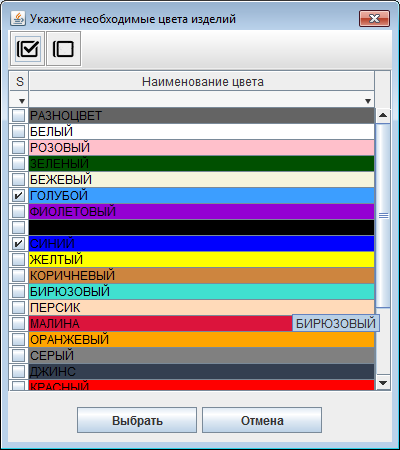 Укажите необходимые цвета изделий
S Наименование цвета
РАЗНОЦВЕТ
БЕЛЫЙ
РОЗОВЫЙ
ЗЕЛЕНЫЙ
БЕЖЕВЫЙ
ГОЛУБОЙ
ФИОЛЕТОВЫЙ
СИНИЙ
ЖЕЛТЫЙ
КОРИЧНЕВЫЙ
БИРЮЗОВЫЙ
ПЕРСИК
МАЛИНА БИРЮЗОВЫЙ
ОРАНЖЕВЫЙ
СЕРЫЙ
ДЖИНС
КРАСНЫЙ
Выбрать Отмена